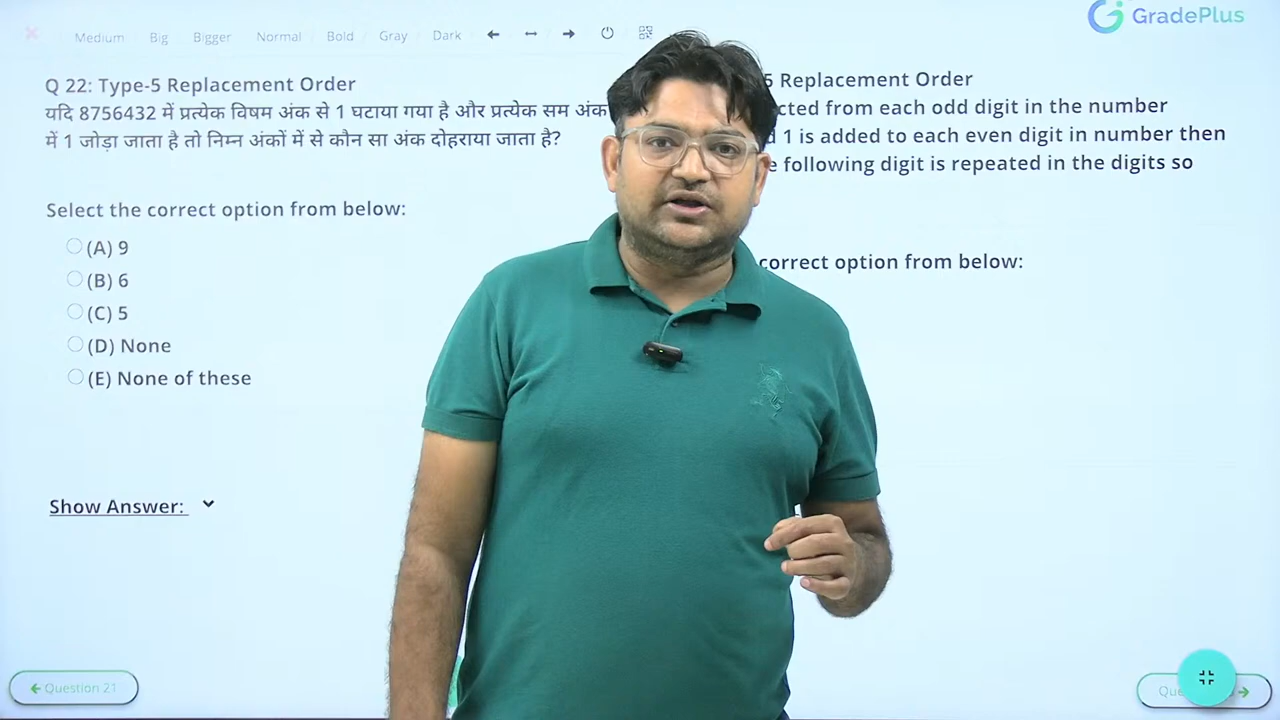 Medium Big Bigger Normal Bold Gray Dark
GradePlus
Q 22: Type-5 Replacement Order
यदि 8756432 में प्रत्येक विषम अंक से 1 घटाया गया है और प्रत्येक सम अंक
में 1 जोड़ा जाता है तो निम्न अंकों में से कौन सा अंक दोहराया जाता है?
Select the correct option from below:
(A) 9
(B) 6
(C) 5
(D) None
(E) None of these
Show Answer:
5 Replacement Order
from each odd digit in the number
1 is added to each even digit in number then
following digit is repeated in the digits so
correct option from below:
Question 21